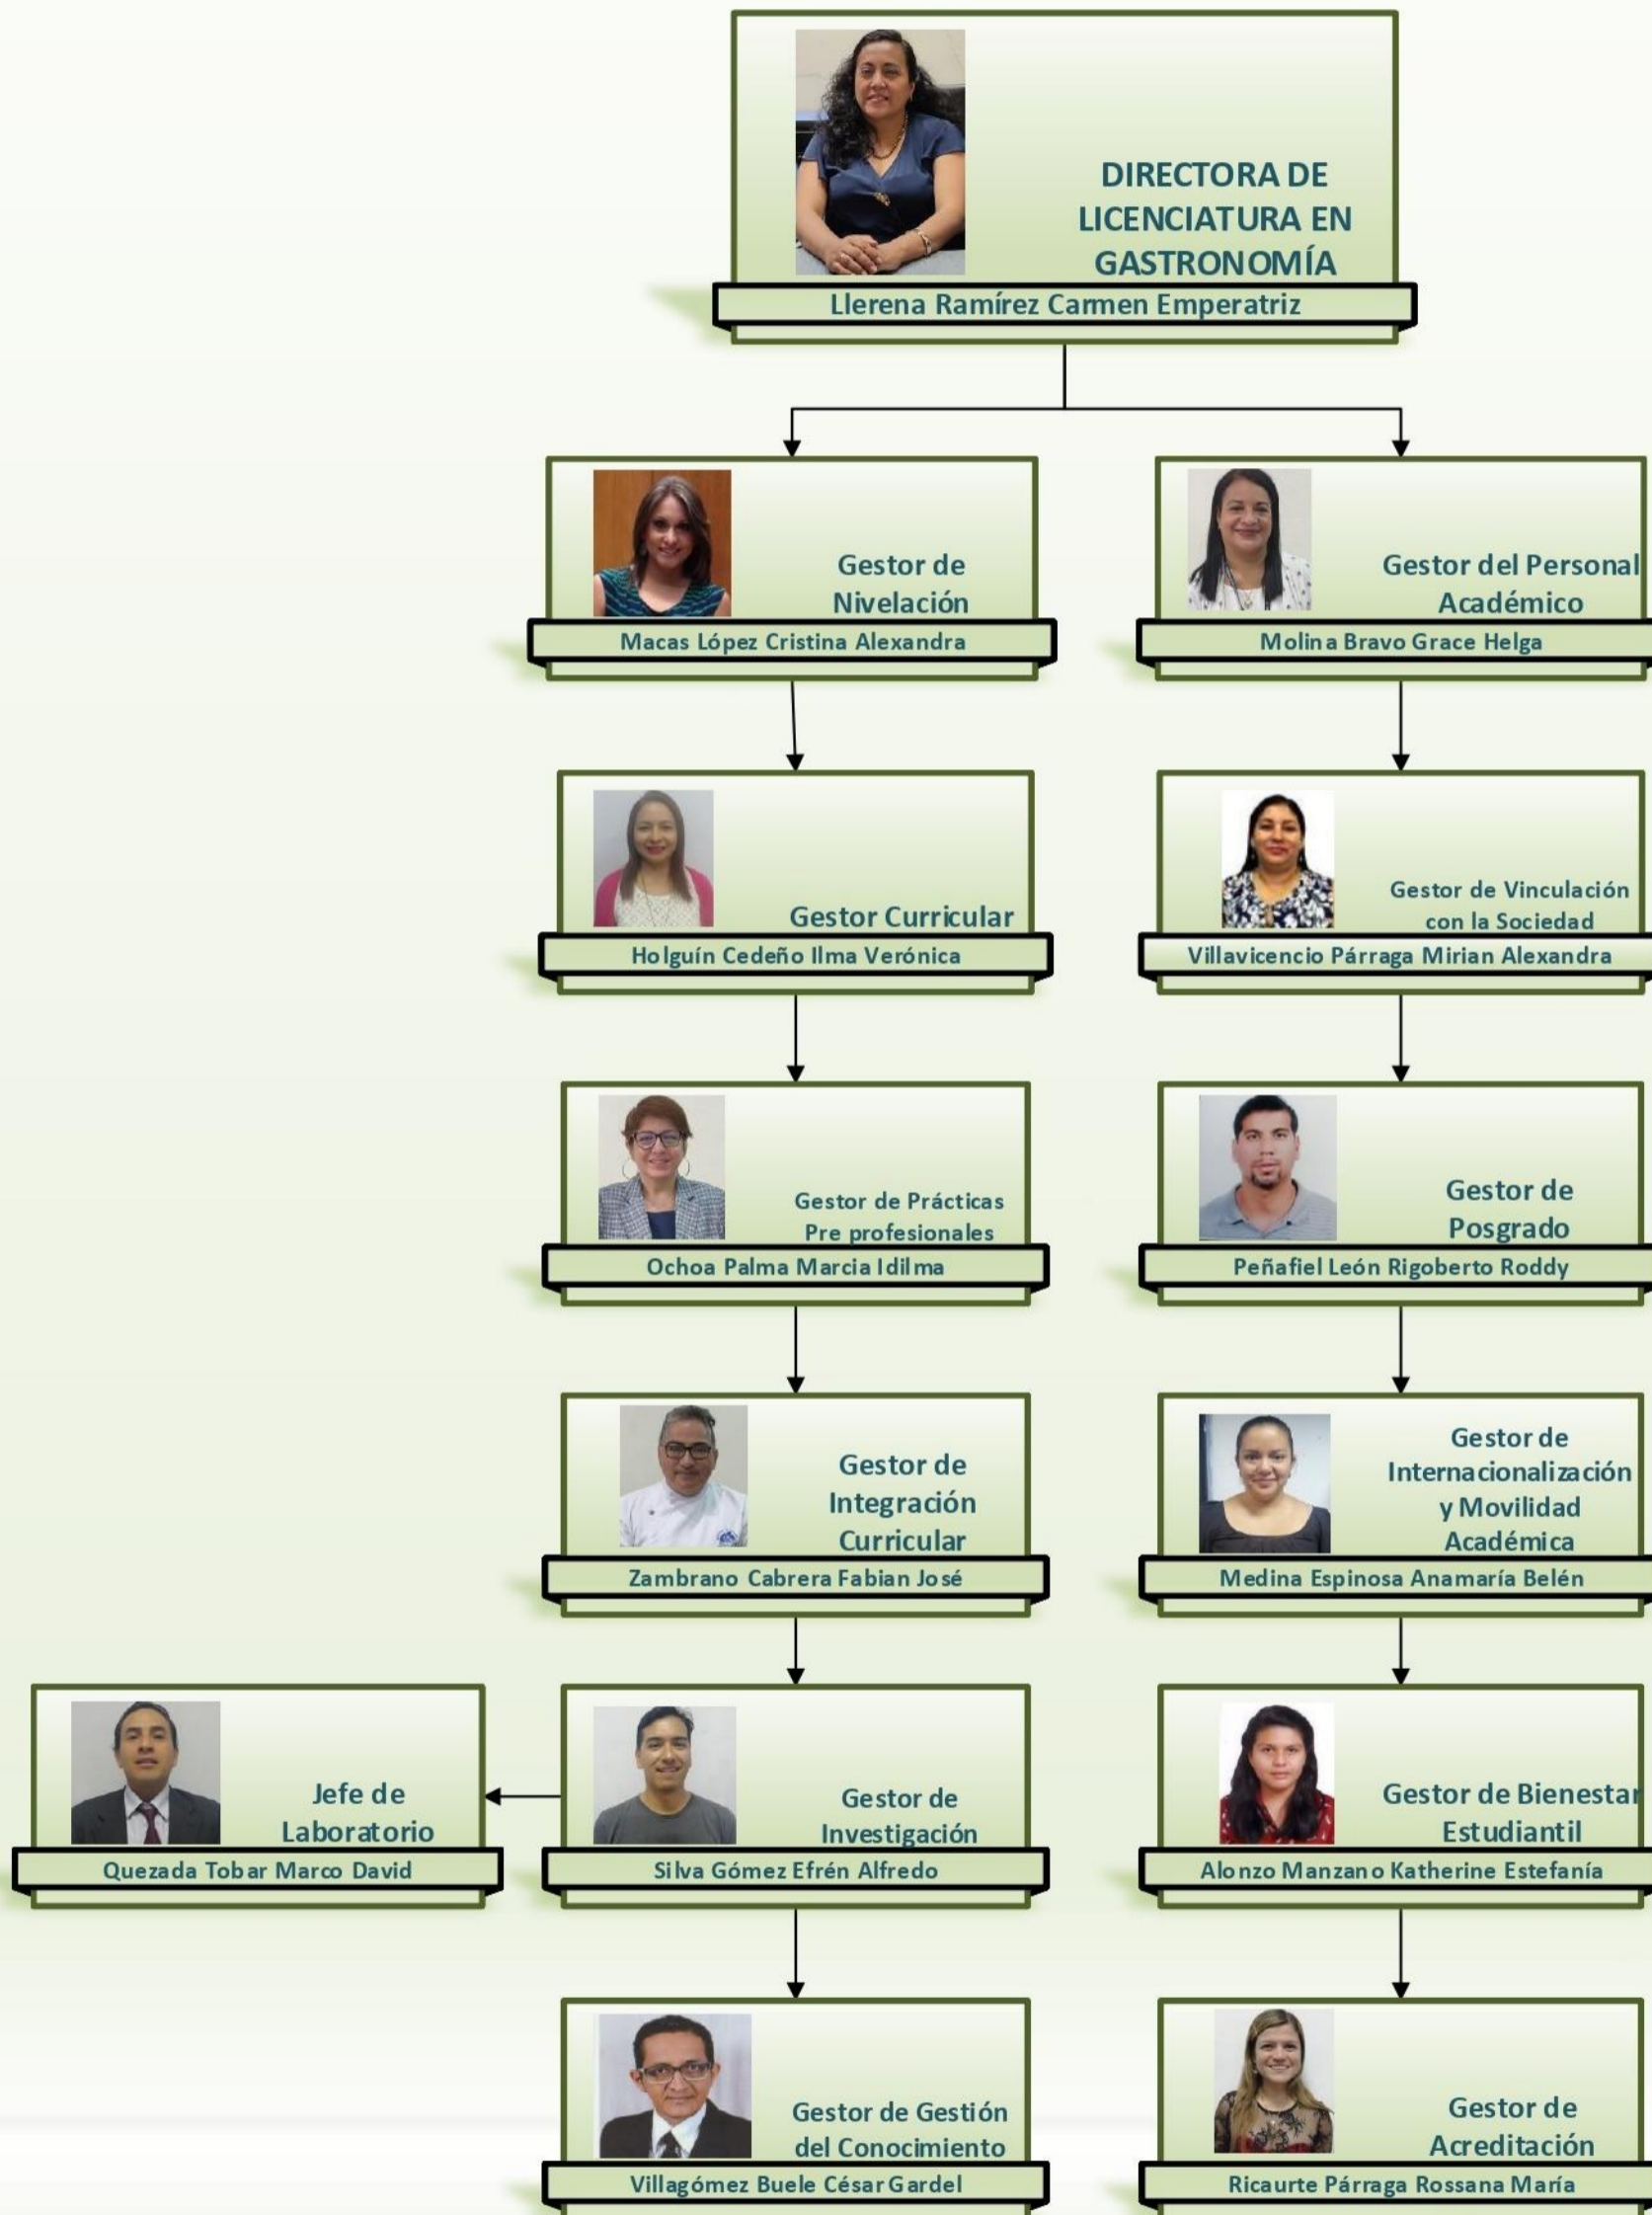 DIRECTORA DE
LICENCIATURA EN
GASTRONOMÍA
Llerena Ramírez Carmen Emperatriz
Gestor de
Nivelación
Macas López Cristina Alexandra
Gestor del Personal
Académico
Molina Bravo Grace Helga
Gestor Curricular
Holguín Cedeño Ilma Verónica
Gestor de Vinculación
con la Sociedad
Villavicencio Párraga Mirian Alexandra
Gestor de Prácticas
Pre profesionales
Ochoa Palma Marcia Idilma
Gestor de
Posgrado
Peñafiel León Rigoberto Roddy
Gestor de
Integración
Curricular
Zambrano Cabrera Fabian José
Gestor de
Internacionalización
y Movilidad
Académica
Medina Espinosa Anamaría Belén
Jefe de
Laboratorio
Quezada Tobar Marco David
Gestor de
Investigación
Silva Gómez Efrén Alfredo
Gestor de Bienestar
Estudiantil
Alonzo Manzano Katherine Estefanía
Gestor de Gestión
del Conocimiento
Villagómez Buele César Gardel
Gestor de
Acreditación
Ricaurte Párraga Rossana María